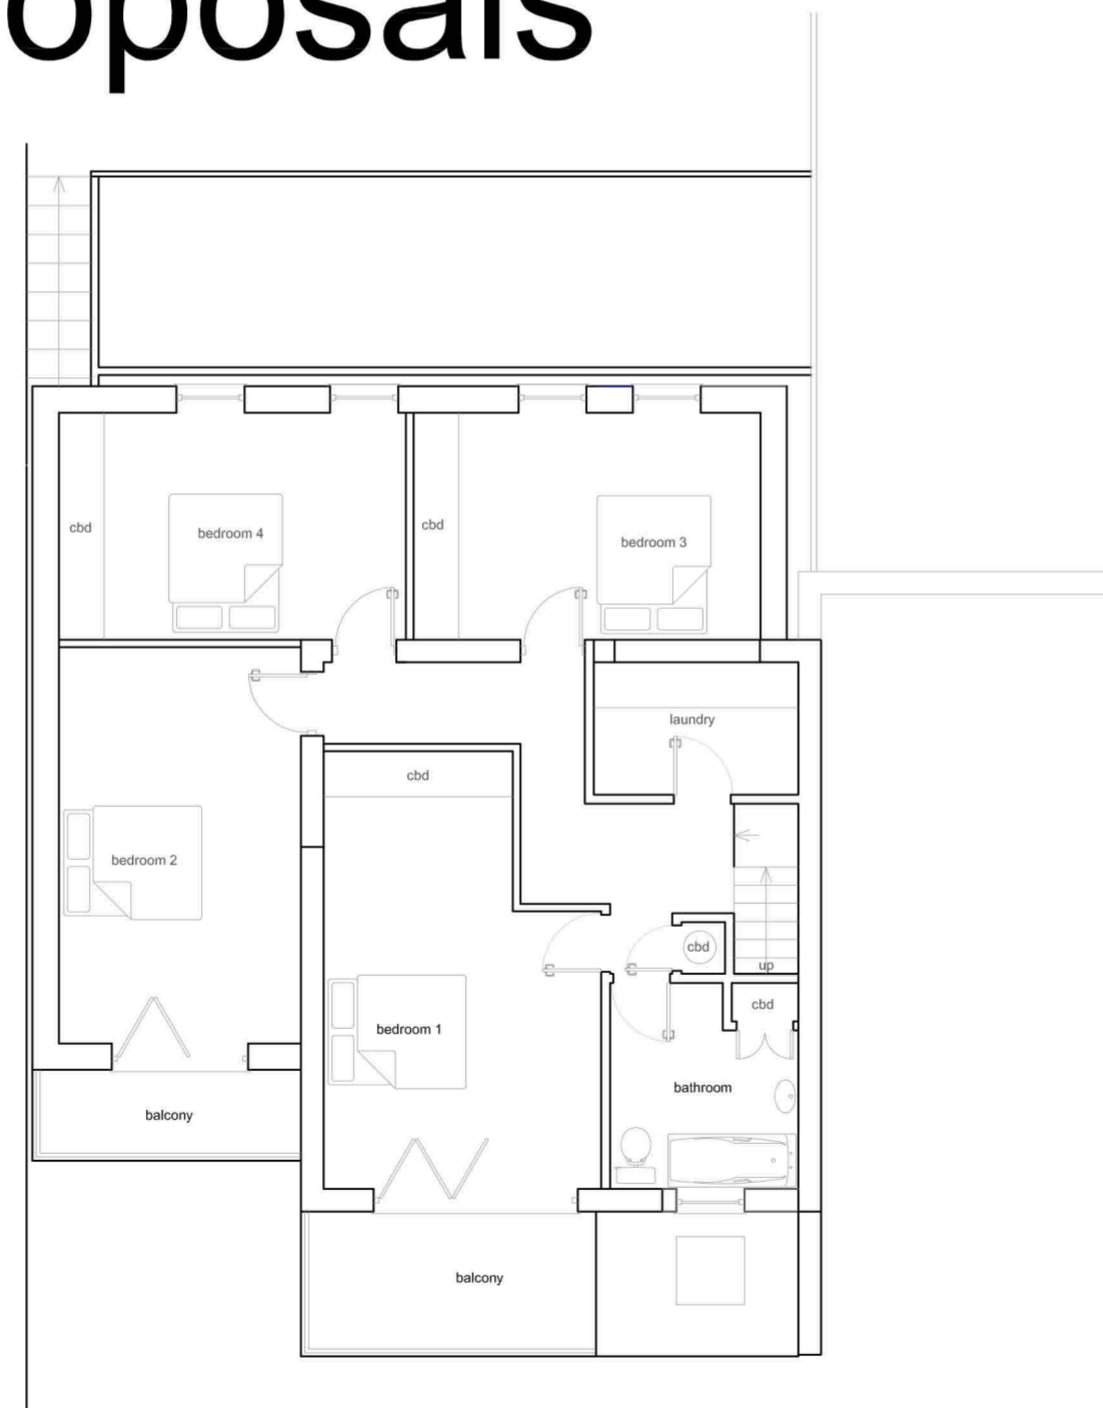 oposals
cbd
bedroom 4
cbd
bedroom 3
laundry
cbd
bedroom 2
cbd
up
cbd
bedroom 1
bathroom
balcony
balcony